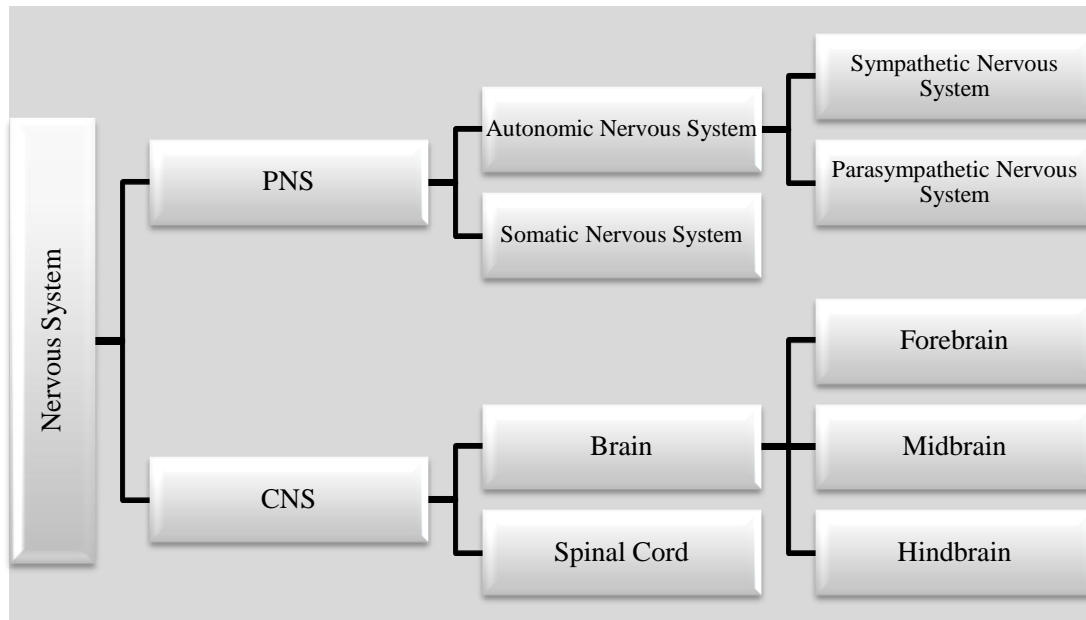 Nervous System
PNS
Autonomic Nervous System
Sympathetic Nervous
System
Parasympathetic Nervous
System
Somatic Nervous System
CNS
Brain
Forebrain
Midbrain
Hindbrain
Spinal Cord